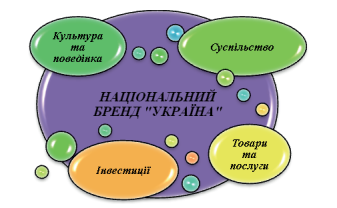 Культура
та
поведінка
Суспільство
НАЦІОНАЛЬНИЙ
БРЕНД "УКРАЇНА"
Товари
та
послуги
Інвестиції